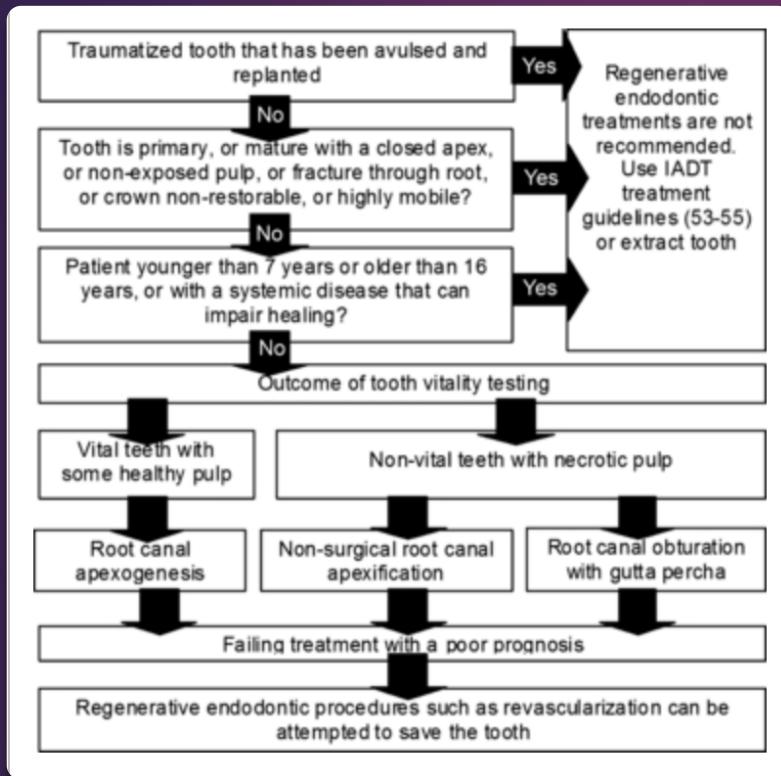 Traumatized tooth that has been avulsed and
replanted
Yes
No
Tooth is primary, or mature with a closed apex,
or non-exposed pulp, or fracture through root,
or crown non-restorable, or highly mobile?
Yes
No
Patient younger than 7 years or older than 16
years, or with a systemic disease that can
impair healing?
Yes
No
Regenerative
endodontic
treatments are not
recommended.
Use IADT
treatment
guidelines (53-55)
or extract tooth
Outcome of tooth vitality testing
Vital teeth with
some healthy pulp
Non-vital teeth with necrotic pulp
Root canal
apexogenesis
Non-surgical root canal
apexification
Root canal obturation
with gutta percha
Failing treatment with a poor prognosis
Regenerative endodontic procedures such as revascularization can be
attempted to save the tooth